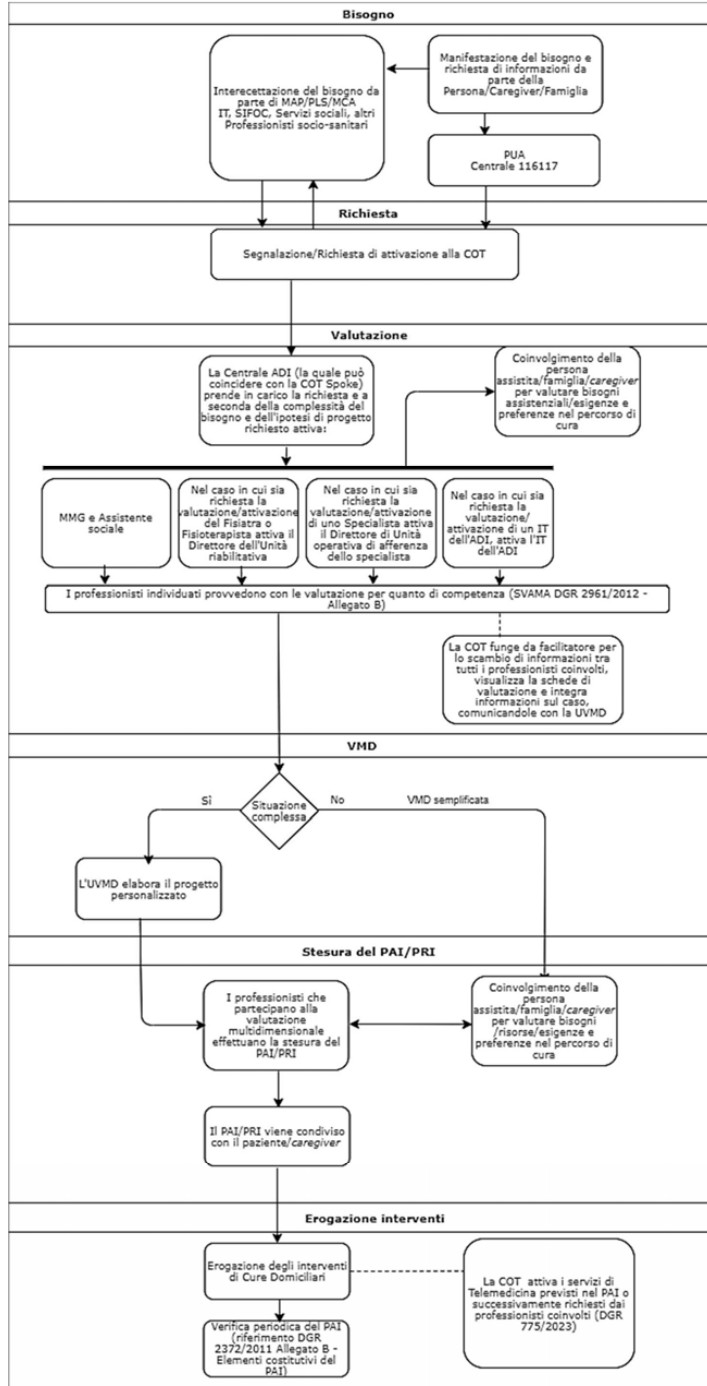 Bisogno
Interecettazione del bisogno da
parte di MAP/PLS/MCA
IT, SIFOC, Servizi sociali, altri
Professionisti socio-sanitari
Manifestazione del bisogno e
richiesta di informazioni da
parte della
Persona/Caregiver/Famiglia
PUA
Centrale 116117
Richiesta
Segnalazione/Richiesta di attivazione alla COT
Valutazione
La Centrale ADI (la quale può
coincidere con la COT Spoke)
prende in carico la richiesta e a
seconda della complessità del
bisogno e dell'ipotesi di progetto
richiesto attiva:
Coinvolgimento della
persona
assistita/famiglia/caregiver
per valutare bisogni
assistenziali/esigenze e
preferenze nel percorso di
cura
MMG e Assistente
sociale
Nel caso in cui sia
richiesta la
valutazione/attivazione
del Fisiatra o
Fisioterapista attiva il
Direttore dell'Unità
riabilitativa
Nel caso in cui sia
richiesta la
valutazione/attivazione
di uno Specialista attiva
il Direttore di Unità
operativa di afferenza
dello specialista
Nel caso in cui sia
richiesta la
valutazione/
attivazione di un IT
dell'ADI, attiva l'IT
dell'ADI
I professionisti individuati provvedono con le valutazione per quanto di competenza (SVAMA DGR 2961/2012 -
Allegato B)
La COT funge da facilitatore per
lo scambio di informazioni tra
tutti i professionisti coinvolti,
visualizza la schede di
valutazione e integra
informazioni sul caso,
comunicandole con la UVMD
VMD
Sì
Situazione
complessa
No
VMD semplificata
L'UVMD elabora il progetto
personalizzato
Stesura del PAI/PRI
I professionisti che
partecipano alla
valutazione
multidimensionale
effettuano la stesura del
PAI/PRI
Coinvolgimento della
persona
assistita/famiglia/caregiver
per valutare bisogni
/risorse/esigenze e
preferenze nel percorso di
cura
Il PAI/PRI viene condiviso
con il paziente/caregiver
Erogazione interventi
Erogazione degli interventi
di Cure Domiciliari
La COT attiva i servizi di
Telemedicina previsti nel PAI o
successivamente richiesti dai
professionisti coinvolti (DGR
775/2023)
Verifica periodica del PAI
(riferimento DGR
2372/2011 Allegato B -
Elementi costitutivi del
PAI)